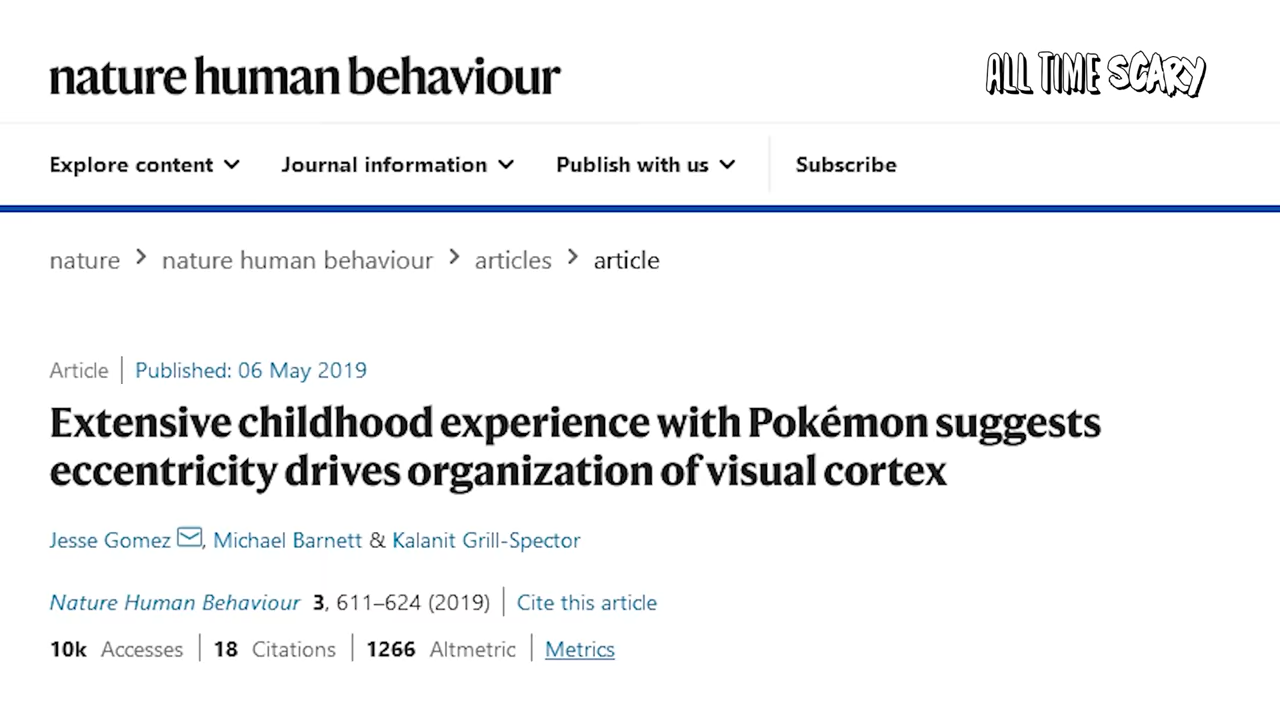 nature human behaviour
ALL TIME SCARY
Explore content Journal information Publish with us Subscribe
nature > nature human behaviour > articles > article
Article | Published: 06 May 2019
Extensive childhood experience with Pokémon suggests
eccentricity drives organization of visual cortex
Jesse Gomez, Michael Barnett & Kalanit Grill-Spector
Nature Human Behaviour 3, 611–624 (2019) | Cite this article
10k Accesses | 18 Citations | 1266 Altmetric | Metrics